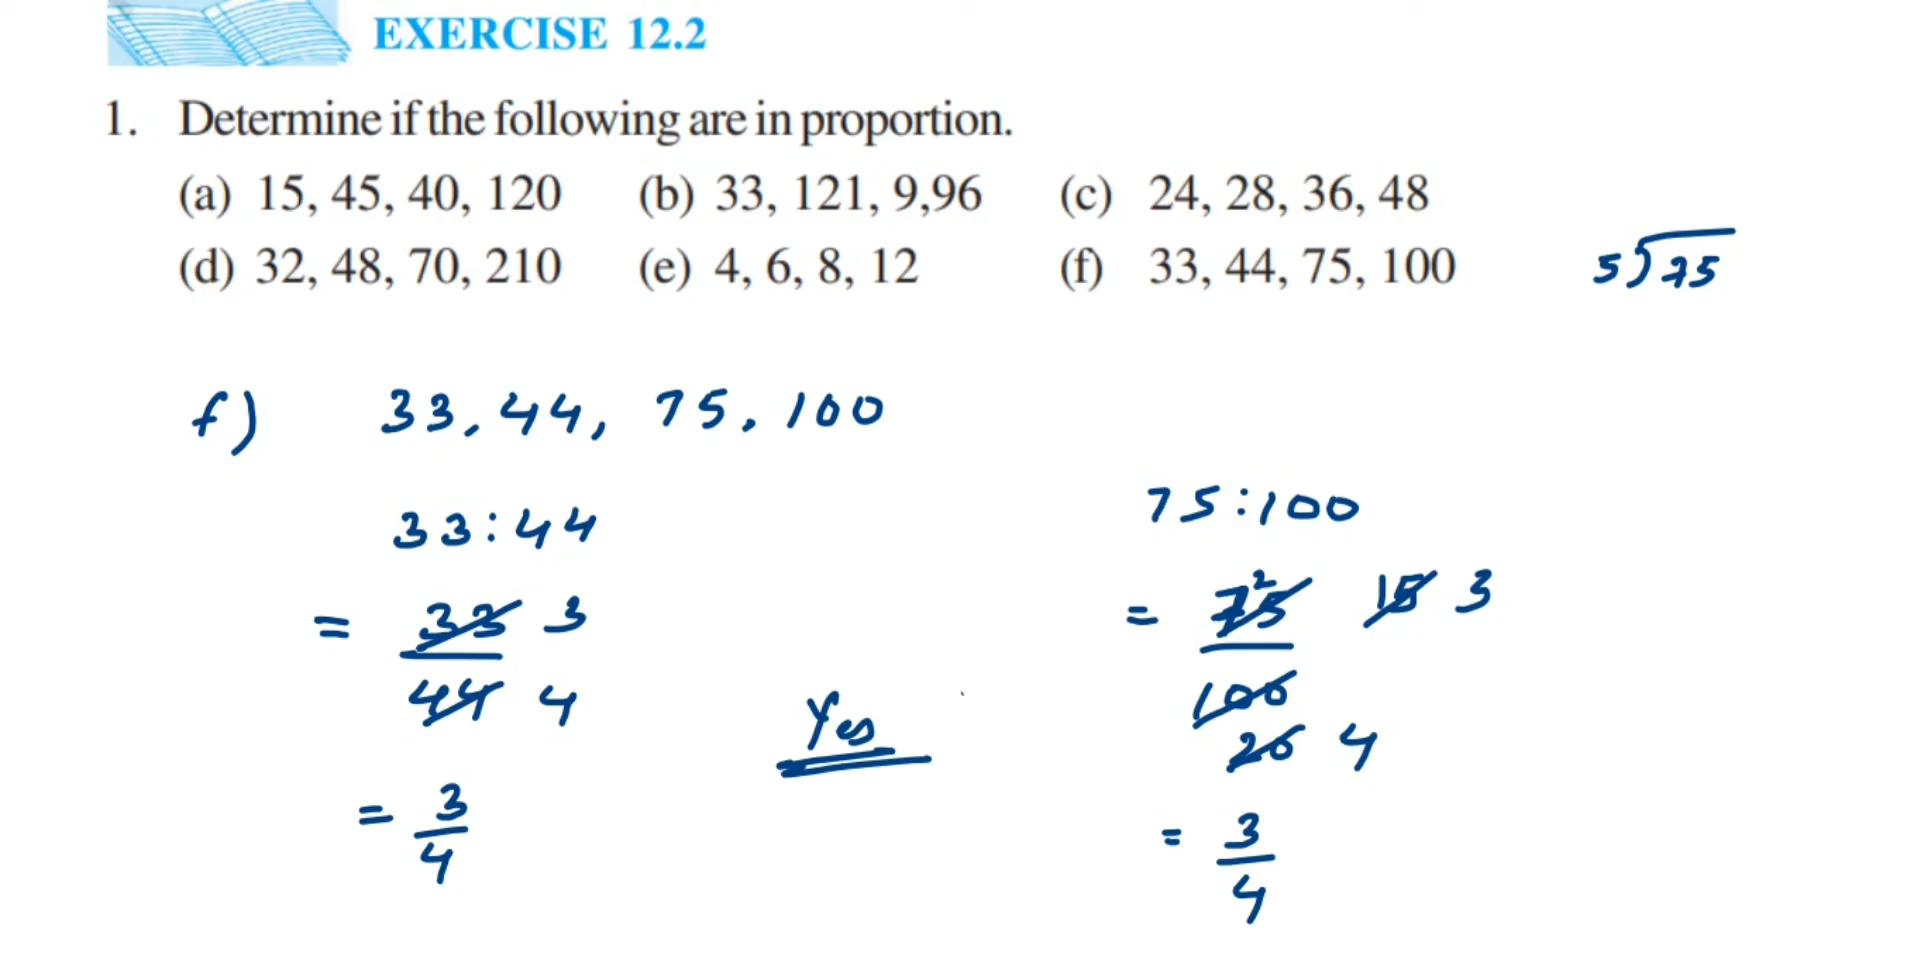 EXERCISE 12.2
1. Determine if the following are in proportion.
(a) 15, 45, 40, 120 (b) 33, 121, 9,96 (c) 24, 28, 36, 48
(d) 32, 48, 70, 210 (e) 4, 6, 8, 12 (f) 33, 44, 75, 100
5)75
f) 33, 44, 75, 100
33:44
75:100
= 33 3
44 4
= 7²5 15 3
100
20 4
Yes
= 3
4
= 3
4